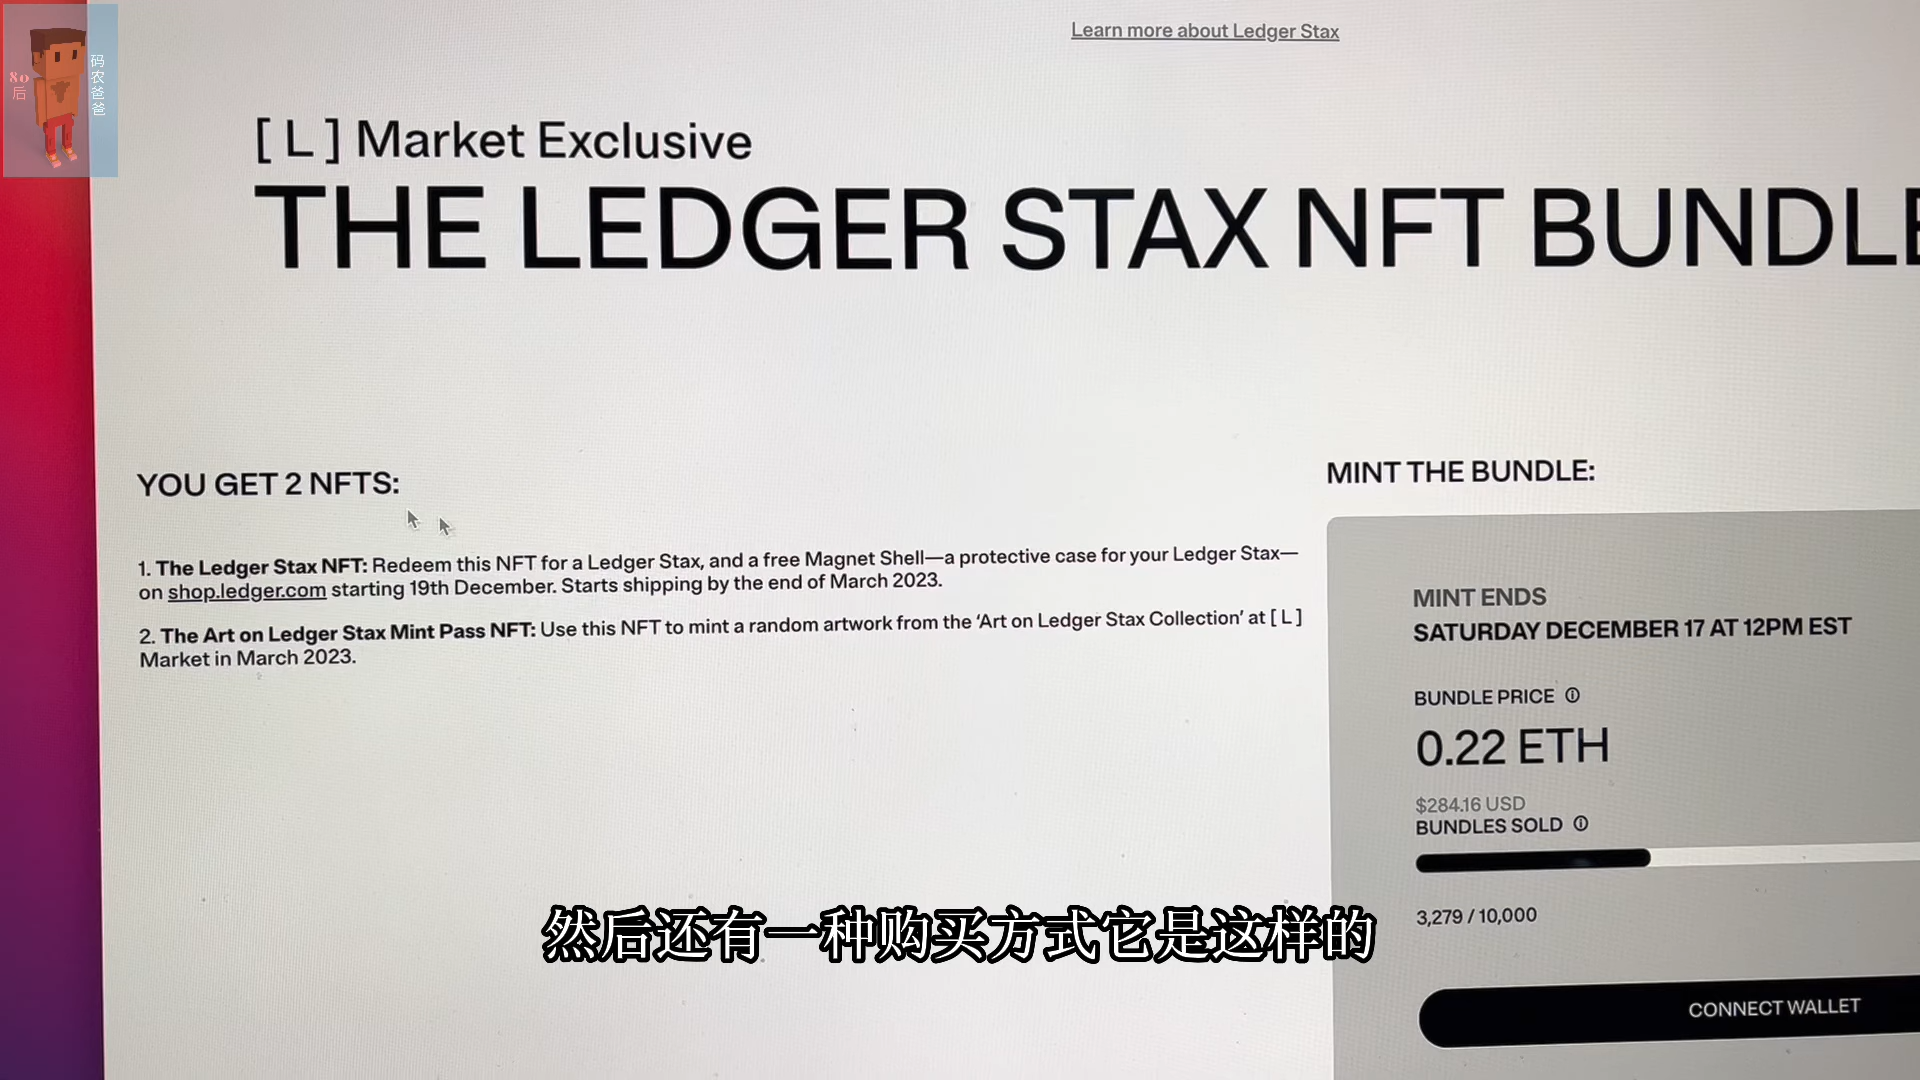 80
后
码农爸爸
Learn more about Ledger Stax
[ L ] Market Exclusive
THE LEDGER STAX NFT BUNDLE
YOU GET 2 NFTS:
1. The Ledger Stax NFT: Redeem this NFT for a Ledger Stax, and a free Magnet Shell—a protective case for your Ledger Stax—
on shop.ledger.com starting 19th December. Starts shipping by the end of March 2023.
2. The Art on Ledger Stax Mint Pass NFT: Use this NFT to mint a random artwork from the ‘Art on Ledger Stax Collection’ at [ L ]
Market in March 2023.
MINT THE BUNDLE:
MINT ENDS
SATURDAY DECEMBER 17 AT 12PM EST
BUNDLE PRICE
0.22 ETH
$284.16 USD
BUNDLES SOLD
3,279 / 10,000
CONNECT WALLET
然后还有一种购买方式它是这样的